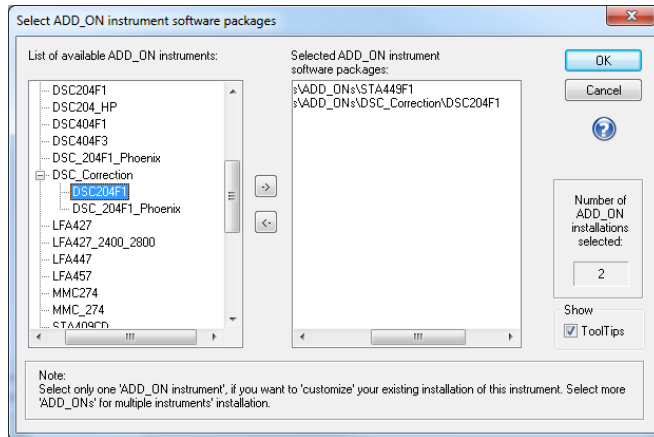 Select ADD_ON instrument software packages
List of available ADD_ON instruments:
DSC204F1
DSC204_HP
DSC404F1
DSC404F3
DSC_204F1_Phoenix
DSC_Correction
DSC204F1
DSC_204F1_Phoenix
LFA427
LFA427_2400_2800
LFA447
LFA457
MMC274
MMC_274
STA409CD
->
<-
Selected ADD_ON instrument
software packages:
s\ADD_ONs\STA449F1
s\ADD_ONs\DSC_Correction\DSC204F1
OK
Cancel
?
Number of
ADD_ON
installations
selected:
2
Show
ToolTips
Note:
Select only one 'ADD_ON instrument', if you want to 'customize' your existing installation of this instrument. Select more
'ADD_ONs' for multiple instruments' installation.